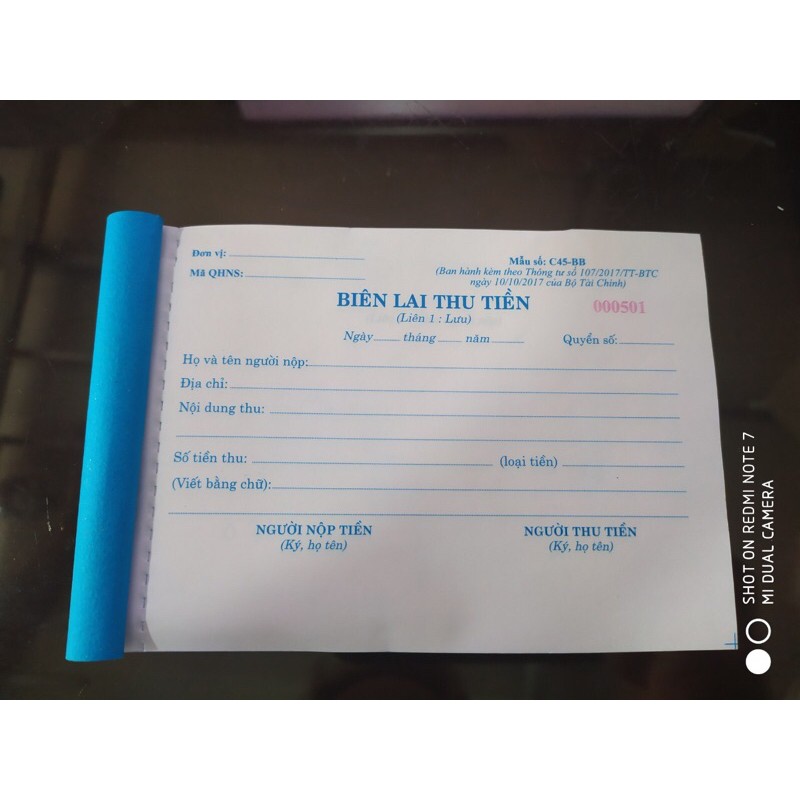 Đơn vị:
Mã QHNS:
Mẫu số: C45-BB
(Ban hành kèm theo Thông tư số 107/2017/TT-BTC
ngày 10/10/2017 của Bộ Tài Chính)
BIÊN LAI THU TIỀN
000501
(Liên 1 : Lưu)
Ngày tháng năm
Quyển số:
Họ và tên người nộp:
Địa chỉ:
Nội dung thu:
Số tiền thu: (loại tiền)
(Viết bằng chữ):
NGƯỜI NỘP TIỀN
(Ký, họ tên)
NGƯỜI THU TIỀN
(Ký, họ tên)
SHOT ON REDMI NOTE 7
MI DUAL CAMERA